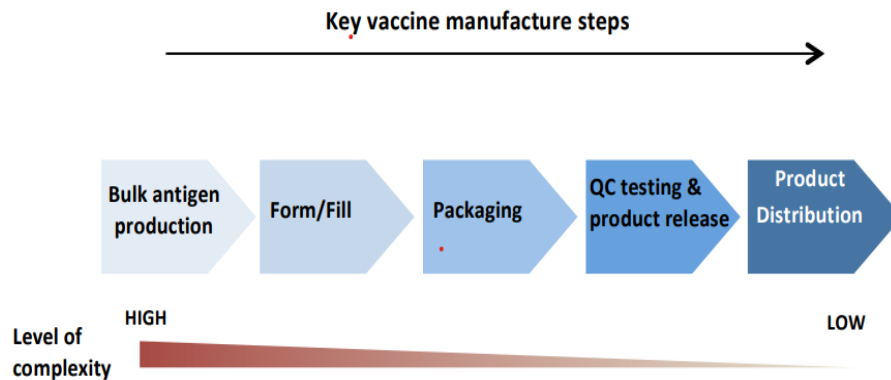 Key vaccine manufacture steps
Bulk antigen
production
Form/Fill
Packaging
QC testing &
product release
Product
Distribution
Level of
complexity
HIGH
LOW